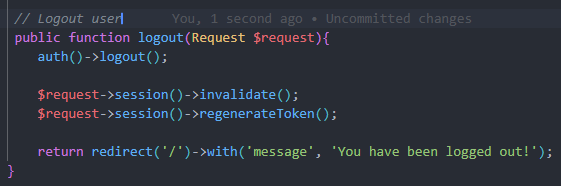 // Logout user You, 1 second ago • Uncommitted changes
public function logout(Request $request){
auth()->logout();
$request->session()->invalidate();
$request->session()->regenerateToken();
return redirect('/')->with('message', 'You have been logged out!');
}